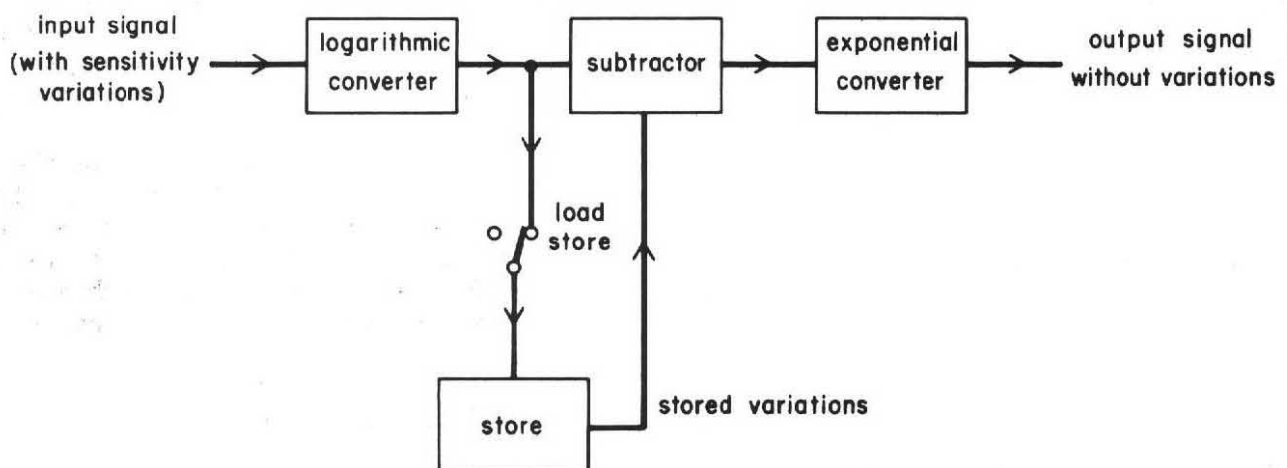 input signal
(with sensitivity
variations)
logarithmic
converter
subtractor
exponential
converter
output signal
without variations
load
store
store
stored variations